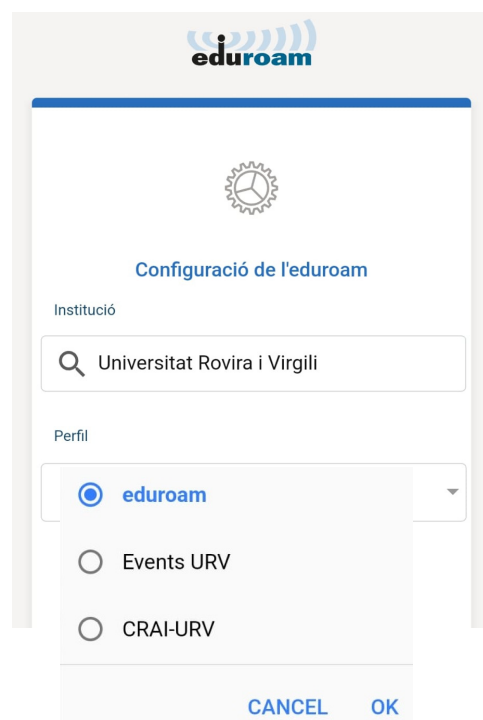 eduroam
Configuració de l'eduroam
Institució
Universitat Rovira i Virgili
Perfil
eduroam
Events URV
CRAI-URV
CANCEL OK